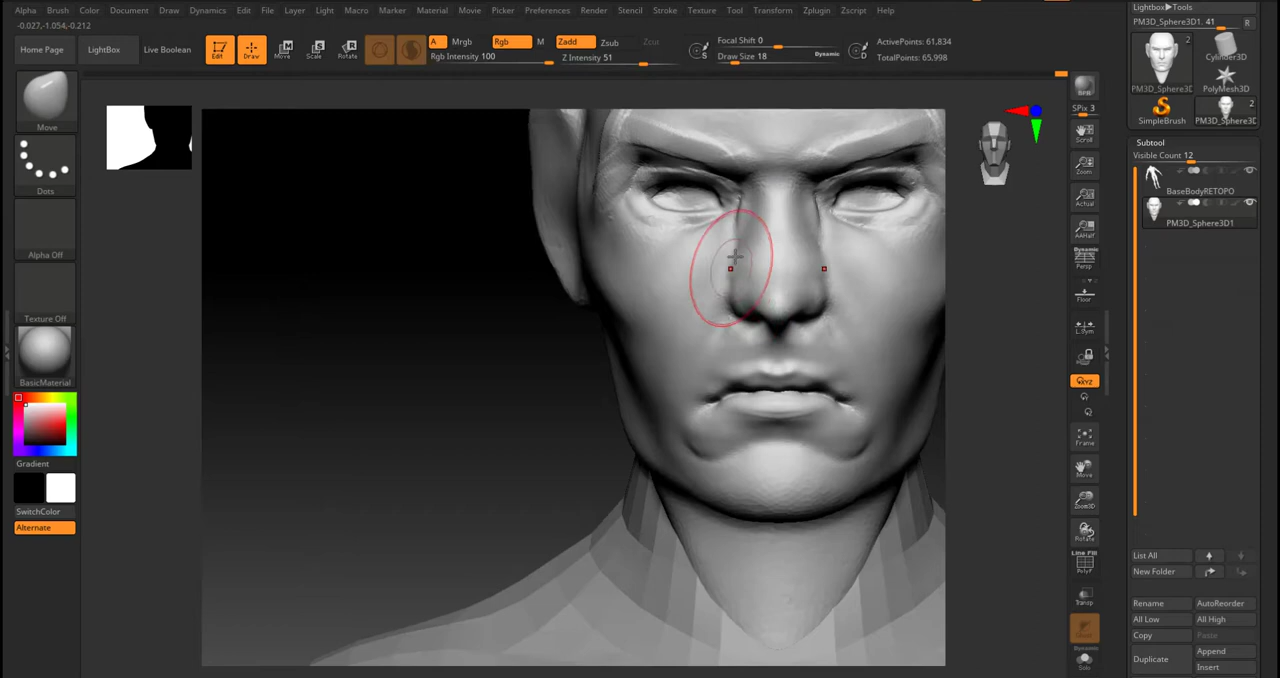 Alpha Brush Color Document Draw Dynamics Edit File Layer Light Macro Marker Material Movie Picker Preferences Render Stencil Stroke Texture Tool Transform Zplugin Zscript Help
-0.027,-1.054,-0.212
Home Page
LightBox
Live Boolean
Edit
Draw
Move
Scale
Rotate
A
Mrgb
Rgb
M
Rgb Intensity 100
Zadd
Zsub
Zcut
Z Intensity 51
S
Focal Shift 0
Draw Size 18
Dynamic
D
ActivePoints: 61,834
TotalPoints: 65,998
Move
Dots
Alpha Off
Texture Off
BasicMaterial
Gradient
SwitchColor
Alternate
BPR
SPix 3
Scroll
Zoom
Actual
AAHalf
Dynamic
Persp
Floor
L.Sym
XYZ
Frame
Move
Zoom3D
Rotate
Line Fill
PolyF
Transp
Dynamic
Solo
Lightbox▶Tools
PM3D_Sphere3D1. 41
R
2
PM3D_Sphere3D
Cylinder3D
PolyMesh3D
SimpleBrush
2
PM3D_Sphere3D
Subtool
Visible Count 12
BaseBodyRETOPO
PM3D_Sphere3D1
List All
New Folder
Rename
AutoReorder
All Low
All High
Copy
Paste
Duplicate
Append
Insert